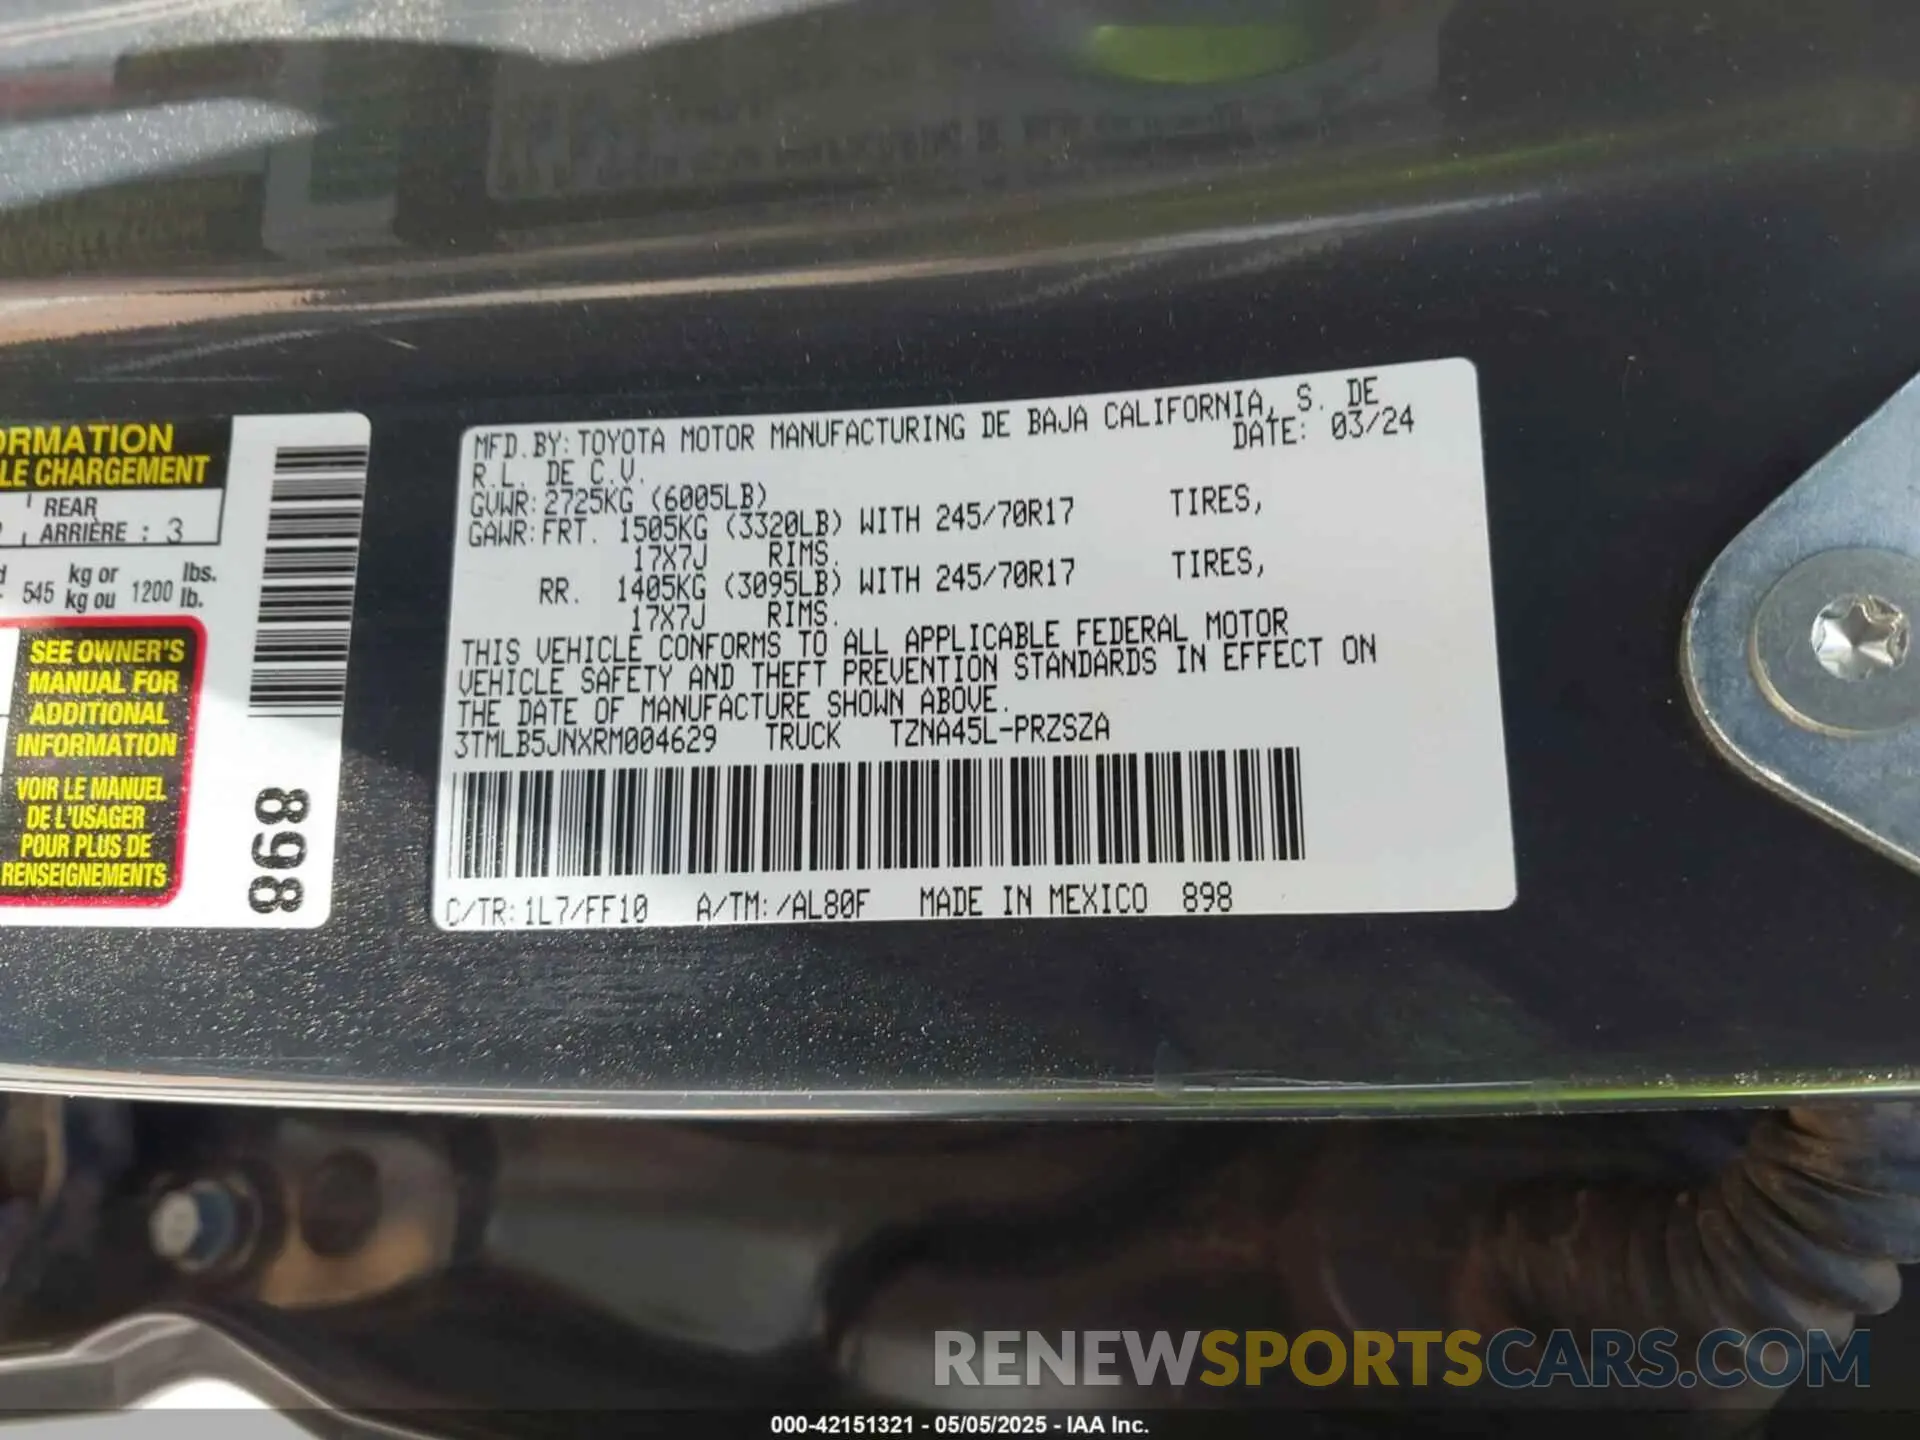 ORMATION
LE CHARGEMENT
REAR
ARRIÈRE : 3
545 kg or kg ou 1200 lbs. lb.
SEE OWNER'S
MANUAL FOR
ADDITIONAL
INFORMATION
VOIR LE MANUEL
DE L'USAGER
POUR PLUS DE
RENSEIGNEMENTS
898
MFD.BY:TOYOTA MOTOR MANUFACTURING DE BAJA CALIFORNIA, S. DE
R.L. DE C.V. DATE: 03/24
GVWR:2725KG (6005LB)
GAWR:FRT. 1505KG (3320LB) WITH 245/70R17 TIRES,
17X7J RIMS.
RR. 1405KG (3095LB) WITH 245/70R17 TIRES,
17X7J RIMS.
THIS VEHICLE CONFORMS TO ALL APPLICABLE FEDERAL MOTOR
VEHICLE SAFETY AND THEFT PREVENTION STANDARDS IN EFFECT ON
THE DATE OF MANUFACTURE SHOWN ABOVE.
3TMLB5JNXRM004629 TRUCK TZNA45L-PRZSZA
C/TR:1L7/FF10 A/TM:/AL80F MADE IN MEXICO 898
RENEWSPORTSCARS.COM
000-42151321 - 05/05/2025 - IAA Inc.